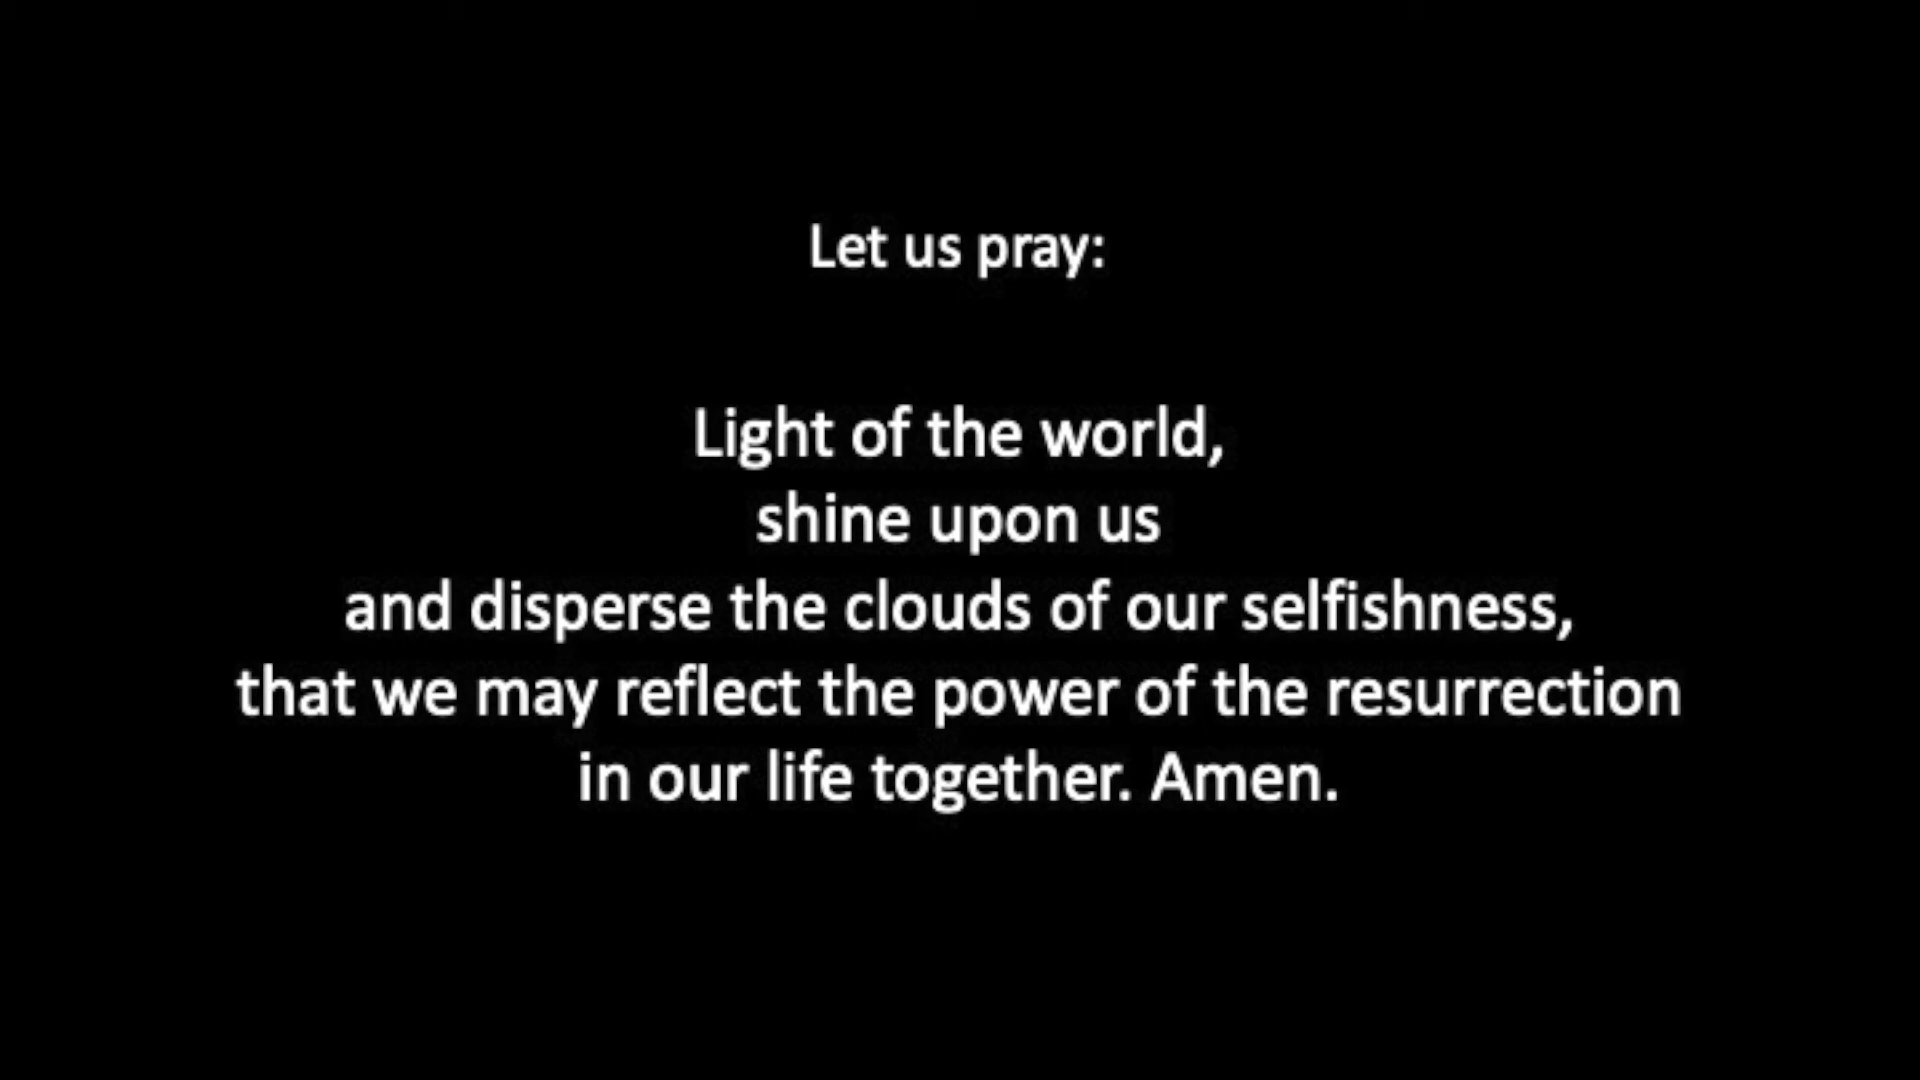 Let us pray:
Light of the world,
shine upon us
and disperse the clouds of our selfishness,
that we may reflect the power of the resurrection
in our life together. Amen.